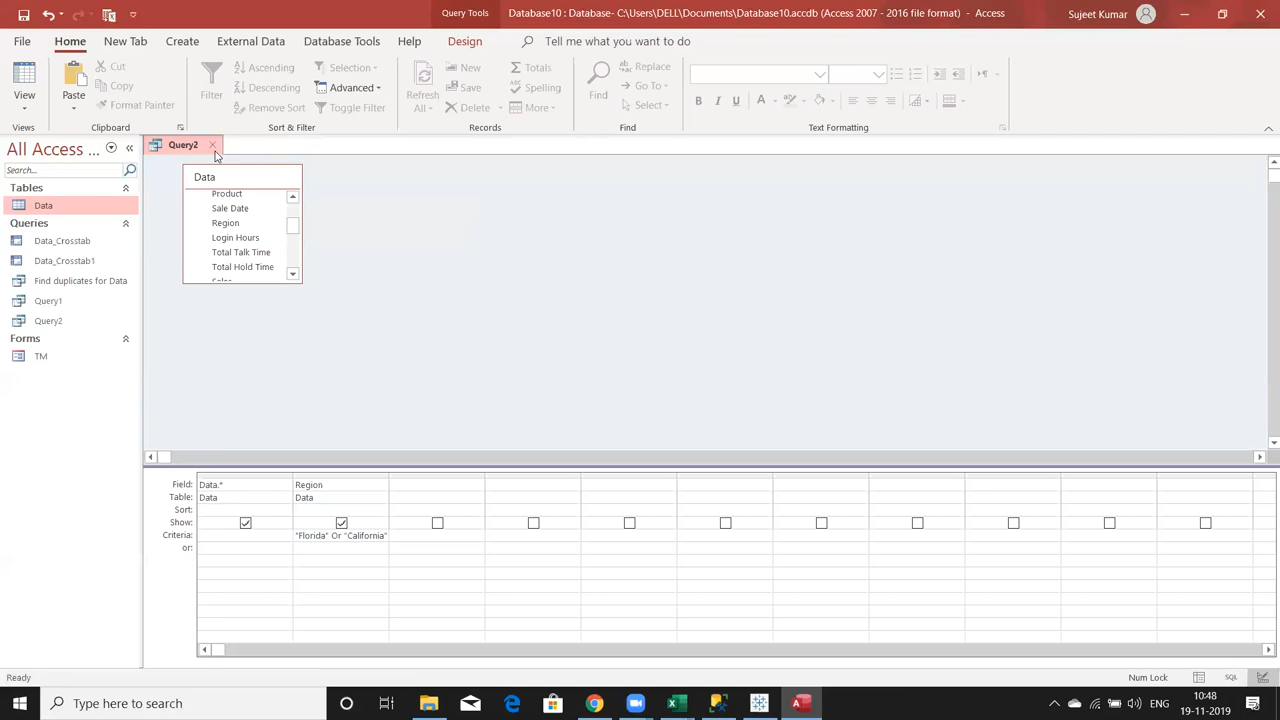 Query Tools
Database10 : Database- C:\Users\DELL\Documents\Database10.accdb (Access 2007 - 2016 file format) - Access
Sujeet Kumar
File Home New Tab Create External Data Database Tools Help Design Tell me what you want to do
View
Views
Paste
Cut
Copy
Format Painter
Clipboard
Filter
Ascending
Descending
Remove Sort
Selection
Advanced
Toggle Filter
Sort & Filter
Refresh
All
New
Save
Delete
Totals
Spelling
More
Records
Find
Replace
Go To
Select
Find
B I U
Text Formatting
All Access ...
Search...
Tables
Data
Queries
Data_Crosstab
Data_Crosstab1
Find duplicates for Data
Query1
Query2
Forms
TM
Query2
Data
Product
Sale Date
Region
Login Hours
Total Talk Time
Total Hold Time
Sales
Field: Data.* Region
Table: Data Data
Sort:
Show:
Criteria: "Florida" Or "California"
or:
Ready
Num Lock
SQL
Type here to search
ENG
10:48
19-11-2019